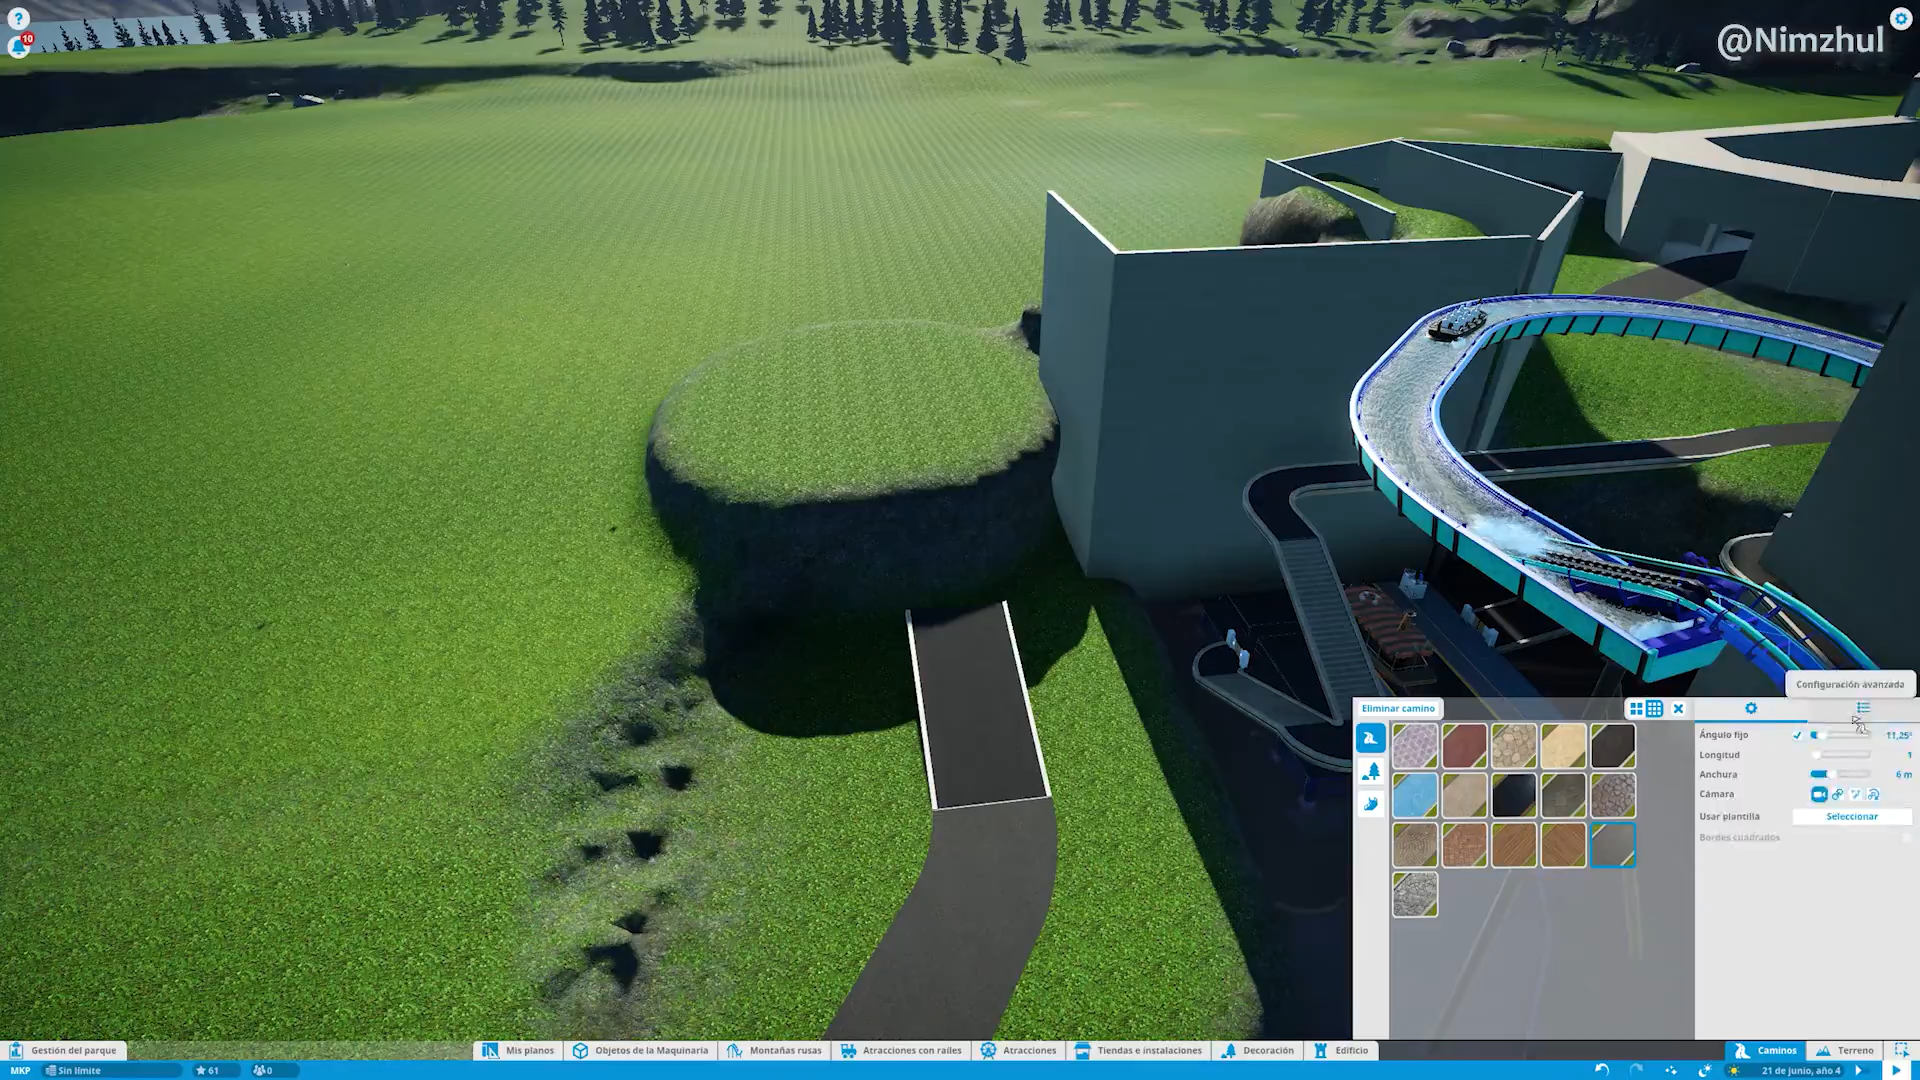 ?
10
@Nimzhul
Configuración avanzada
Eliminar camino
Ángulo fijo 11,25°
Longitud 1
Anchura 6 m
Cámara
Usar plantilla Seleccionar
Bordes cuadrados
Gestión del parque
Mis planos
Objetos de la Maquinaria
Montañas rusas
Atracciones con raíles
Atracciones
Tiendas e instalaciones
Decoración
Edificio
Caminos
Terreno
MKP
Sin límite
61
0
21 de junio, año 4